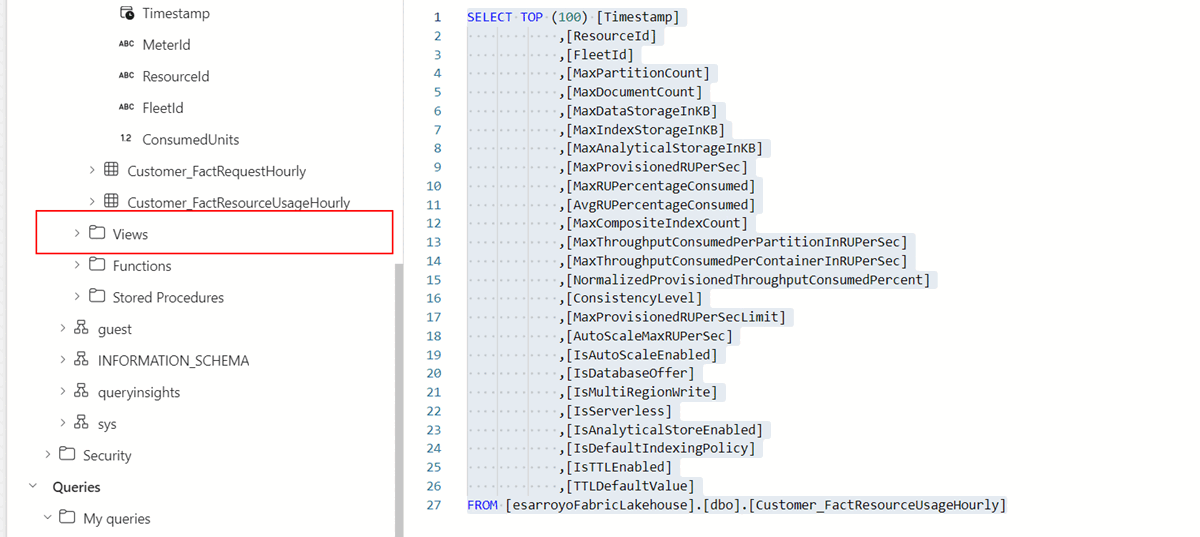 Timestamp
ABC MeterId
ABC ResourceId
ABC FleetId
1.2 ConsumedUnits
Customer_FactRequestHourly
Customer_FactResourceUsageHourly
Views
Functions
Stored Procedures
guest
INFORMATION_SCHEMA
queryinsights
sys
Security
Queries
My queries
1 SELECT TOP (100) [Timestamp]
2 ,[ResourceId]
3 ,[FleetId]
4 ,[MaxPartitionCount]
5 ,[MaxDocumentCount]
6 ,[MaxDataStorageInKB]
7 ,[MaxIndexStorageInKB]
8 ,[MaxAnalyticalStorageInKB]
9 ,[MaxProvisionedRUPerSec]
10 ,[MaxRUPercentageConsumed]
11 ,[AvgRUPercentageConsumed]
12 ,[MaxCompositeIndexCount]
13 ,[MaxThroughputConsumedPerPartitionInRUPerSec]
14 ,[MaxThroughputConsumedPerContainerInRUPerSec]
15 ,[NormalizedProvisionedThroughputConsumedPercent]
16 ,[ConsistencyLevel]
17 ,[MaxProvisionedRUPerSecLimit]
18 ,[AutoScaleMaxRUPerSec]
19 ,[IsAutoScaleEnabled]
20 ,[IsDatabaseOffer]
21 ,[IsMultiRegionWrite]
22 ,[IsServerless]
23 ,[IsAnalyticalStoreEnabled]
24 ,[IsDefaultIndexingPolicy]
25 ,[IsTTLEnabled]
26 ,[TTLDefaultValue]
27 FROM [esarroyoFabricLakehouse].[dbo].[Customer_FactResourceUsageHourly]